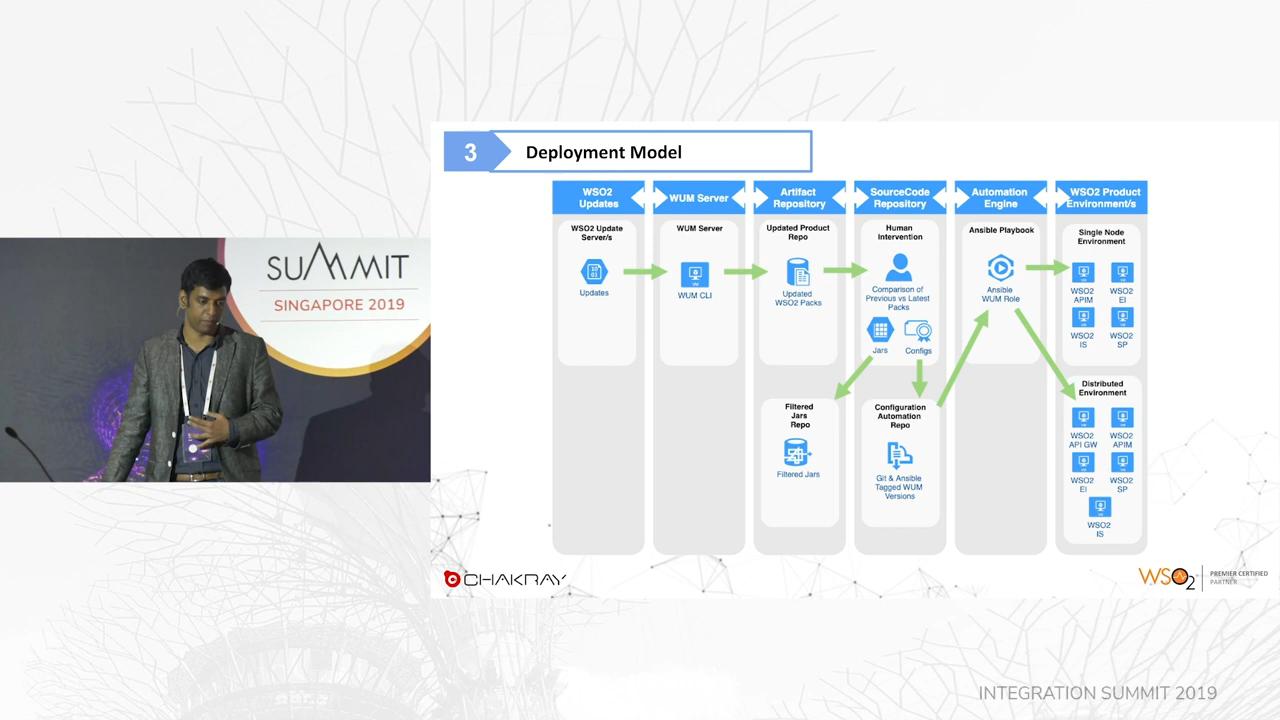 SUMMIT
SINGAPORE 2019
3
Deployment Model
WSO2
Updates
WUM Server
Artifact
Repository
SourceCode
Repository
Automation
Engine
WSO2 Product
Environment/s
WSO2 Update
Server/s
Updates
WUM Server
WUM CLI
Updated Product
Repo
Updated
WSO2 Packs
Human
Intervention
Comparison of
Previous vs Latest
Packs
Jars
Configs
Filtered
Jars
Repo
Filtered Jars
Configuration
Automation
Repo
Git & Ansible
Tagged WUM
Versions
Ansible Playbook
Ansible
WUM Role
Single Node
Environment
WSO2
APIM
WSO2
EI
WSO2
IS
WSO2
SP
Distributed
Environment
WSO2
API GW
WSO2
APIM
WSO2
EI
WSO2
SP
WSO2
IS
CHAKRAY
WSO2
PREMIER CERTIFIED
PARTNER
INTEGRATION SUMMIT 2019